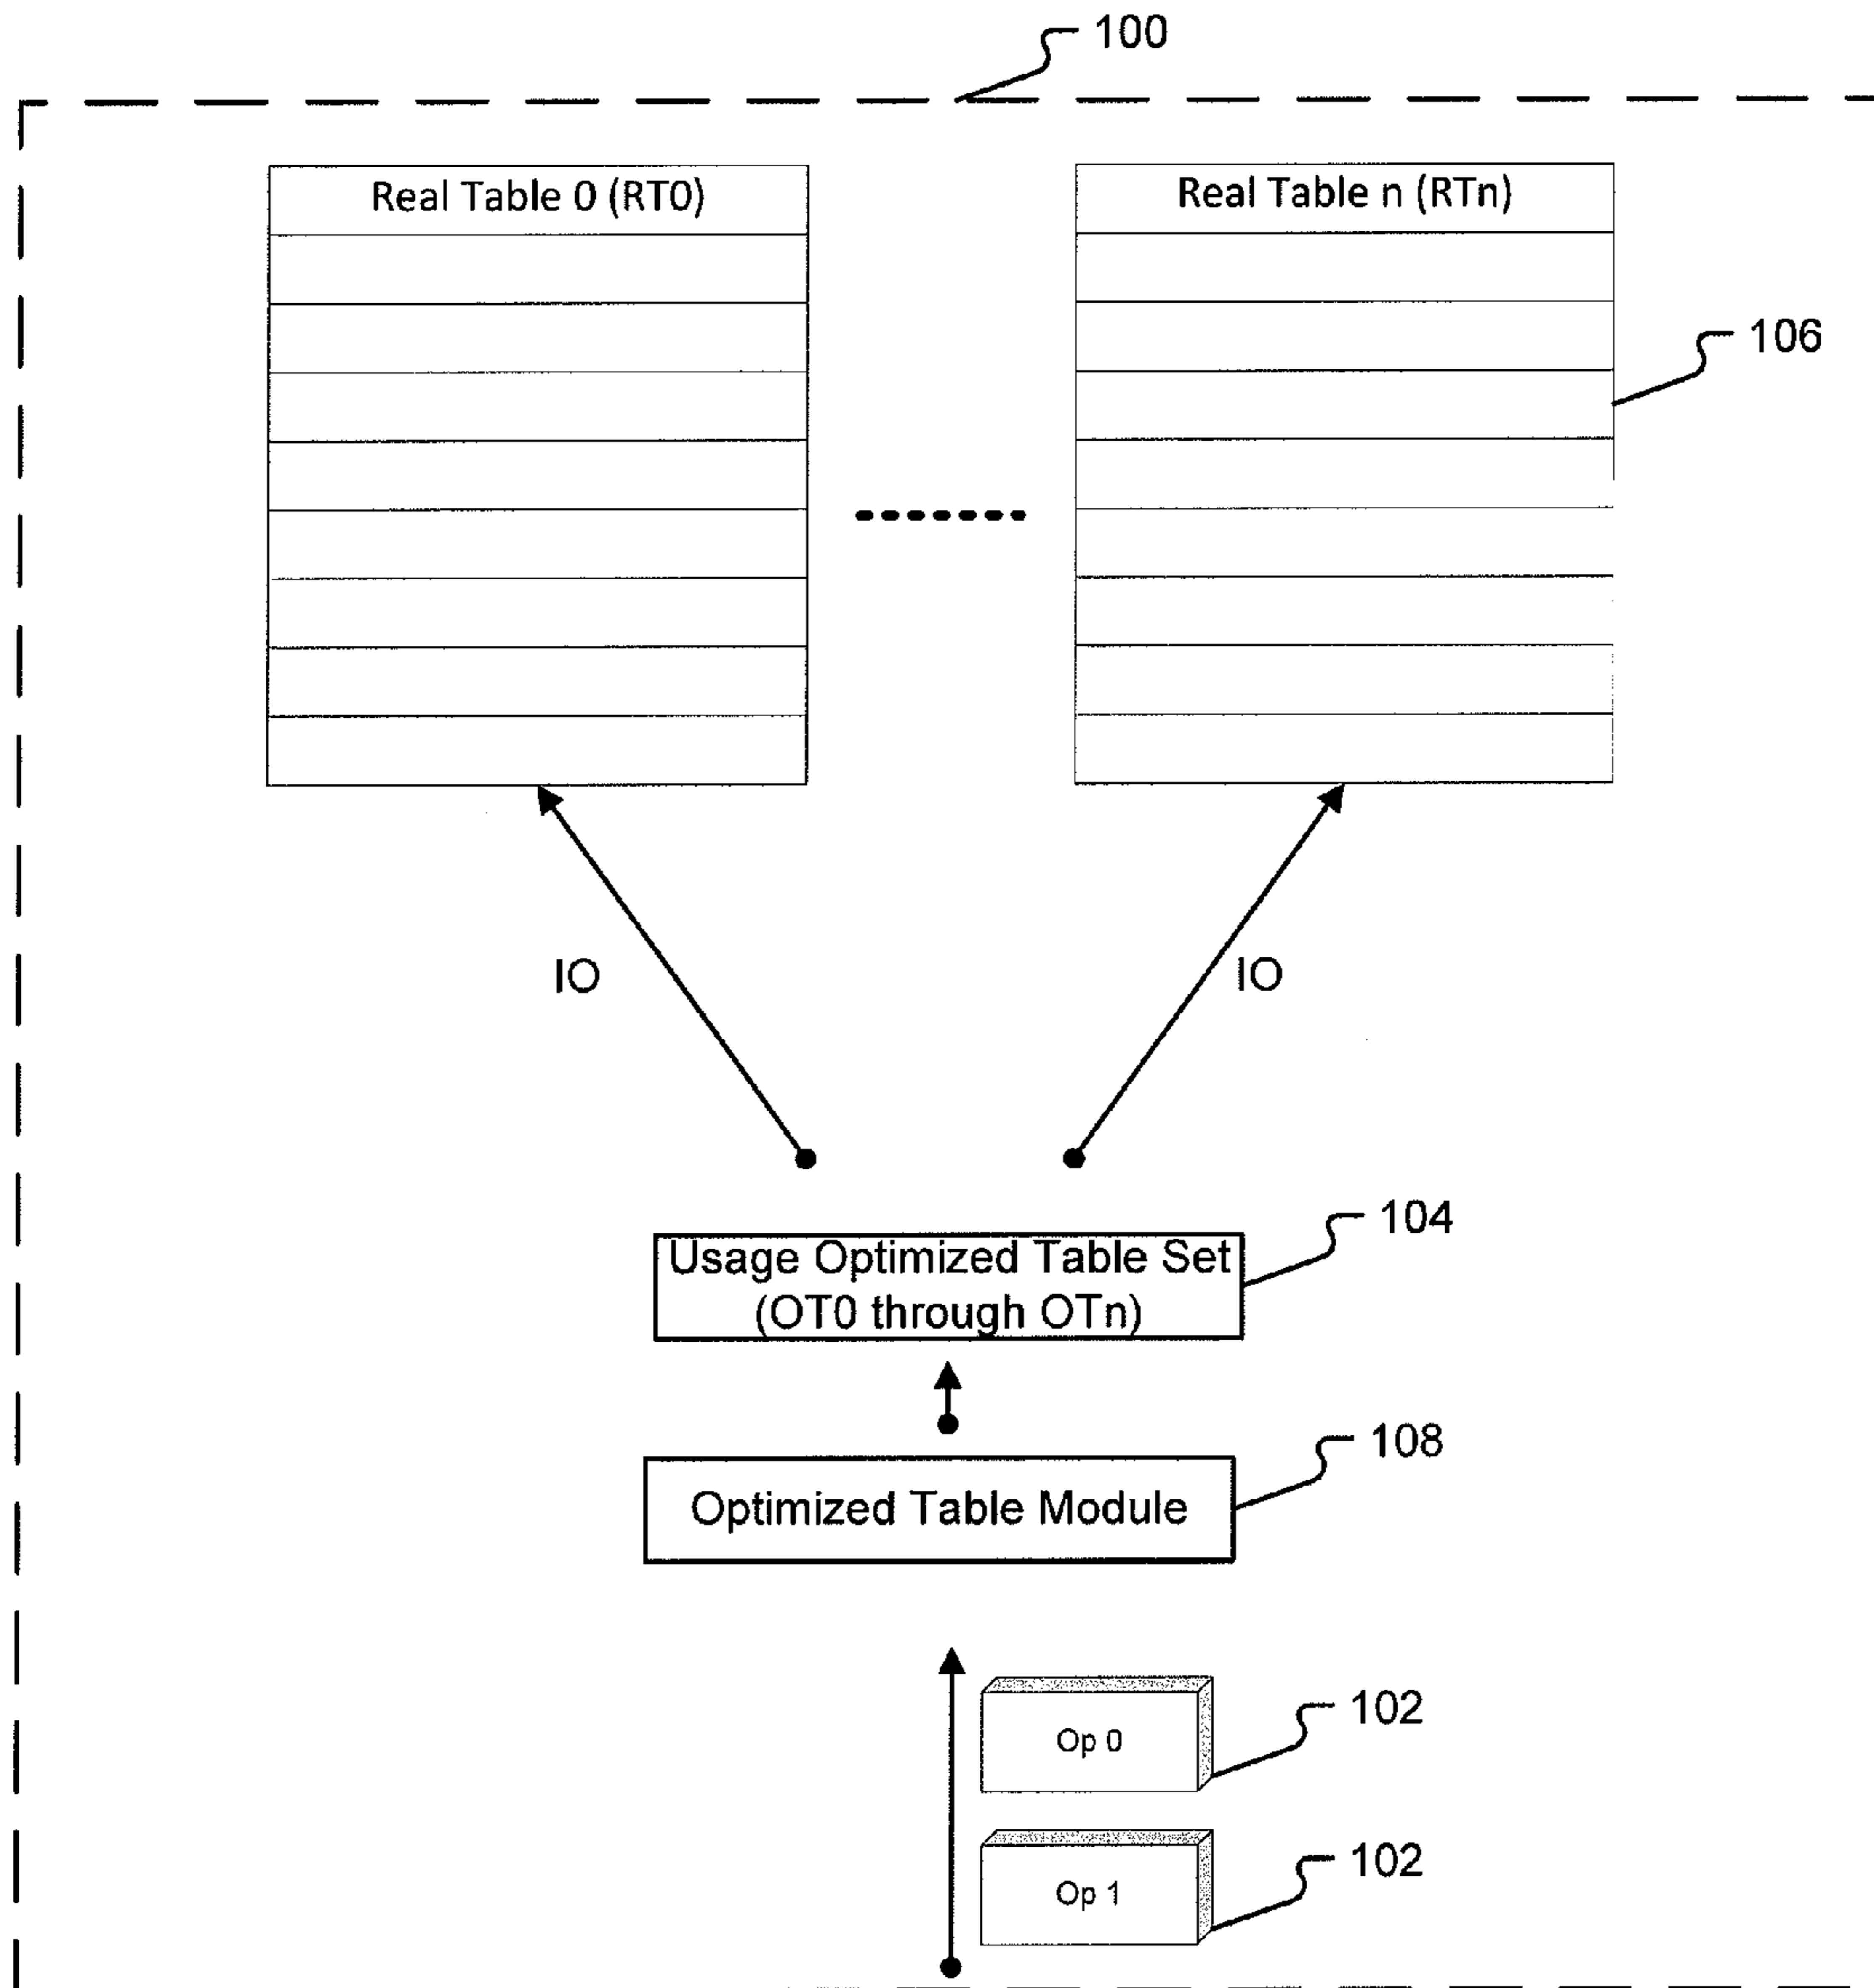 100
Real Table 0 (RT0)
Real Table n (RTn)
106
IO
IO
104
Usage Optimized Table Set
(OT0 through OTn)
108
Optimized Table Module
102
Op 0
102
Op 1